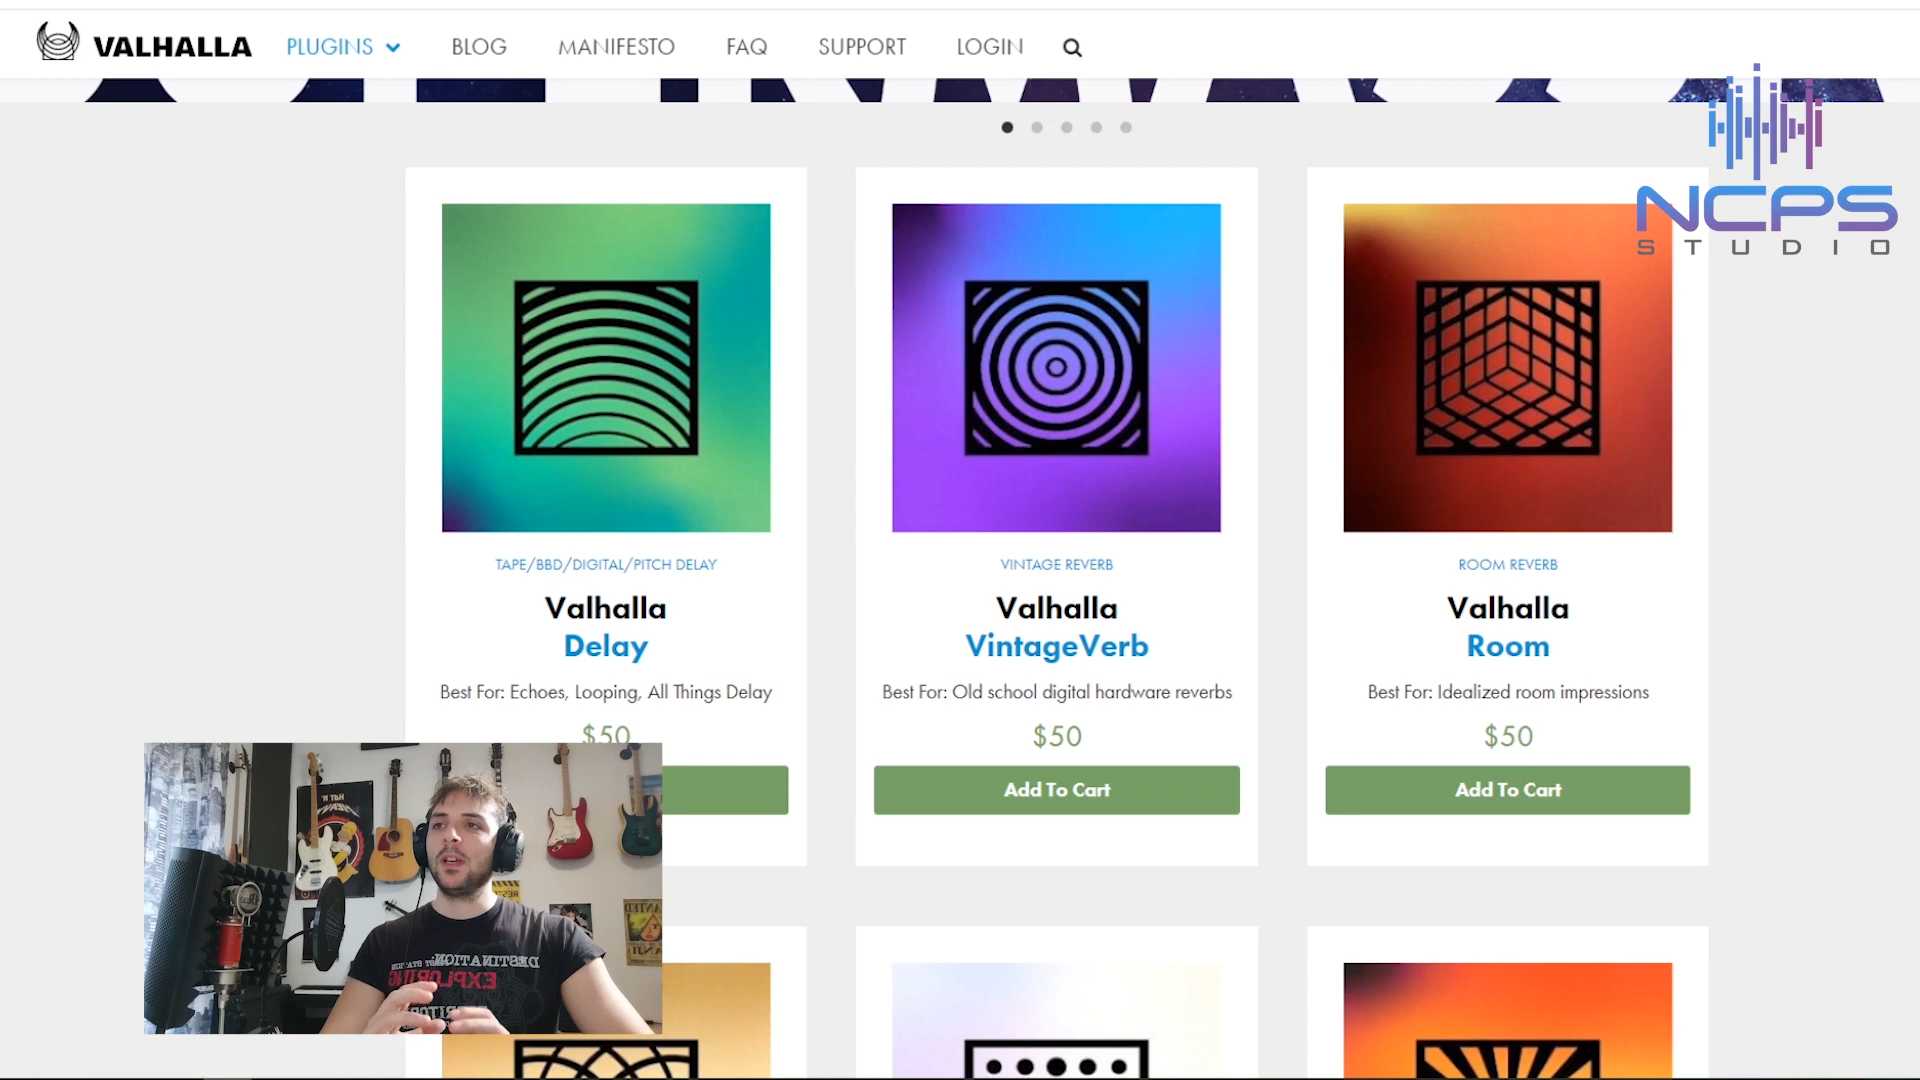 VALHALLA PLUGINS BLOG MANIFESTO FAQ SUPPORT LOGIN
NCPS
STUDIO
TAPE/BBD/DIGITAL/PITCH DELAY
Valhalla
Delay
Best For: Echoes, Looping, All Things Delay
$50
VINTAGE REVERB
Valhalla
VintageVerb
Best For: Old school digital hardware reverbs
$50
Add To Cart
ROOM REVERB
Valhalla
Room
Best For: Idealized room impressions
$50
Add To Cart
DESTINATION
EXPLORING